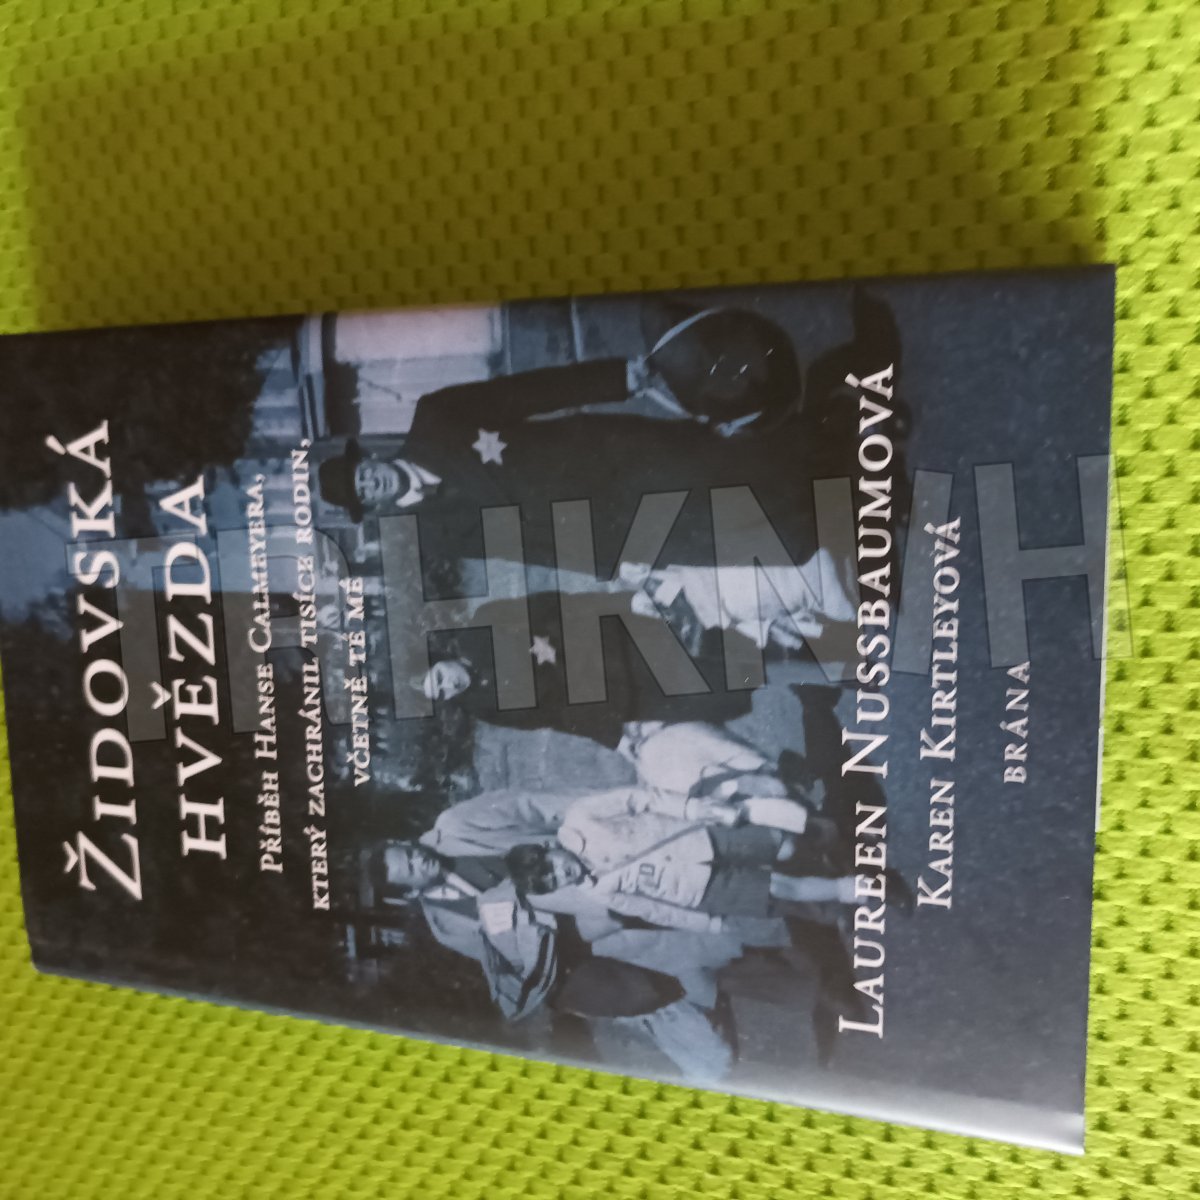 ŽIDOVSKÁ
HVĚZDA
PŘÍBĚH HANSE CALMEYERA,
KTERÝ ZACHRÁNIL TISÍCE RODIN,
VČETNĚ TÉ MÉ
LAUREEN NUSSBAUMOVÁ
KAREN KIRTLEYOVÁ
BRÁNA